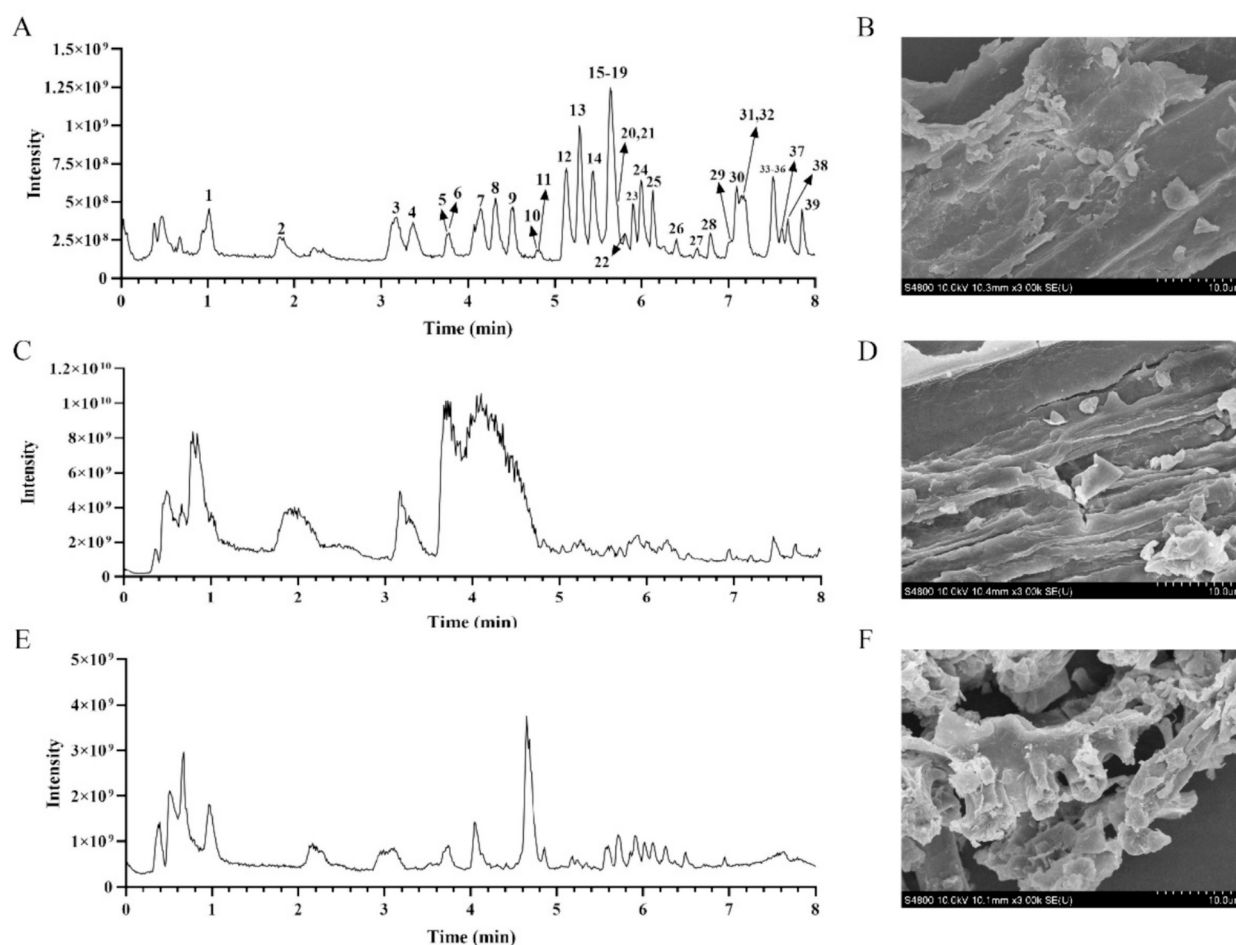 A
B
1.5×10⁹
1.25×10⁹
1×10⁹
7.5×10⁸
5×10⁸
2.5×10⁸
0
Intensity
1
2
3
4
5
6
7
8
9
10
11
12
13
14
15-19
20,21
22
23
24
25
26
27
28
29
30
31,32
33-36
37
38
39
0 1 2 3 4 5 6 7 8
Time (min)
S4800 10.0kV 10.3mm x3.00k SE(U)
10.0u
C
D
1.2×10¹⁰
1×10¹⁰
8×10⁹
6×10⁹
4×10⁹
2×10⁹
0
Intensity
0 1 2 3 4 5 6 7 8
Time (min)
S4800 10.0kV 10.4mm x3.00k SE(U)
10.0u
E
F
5×10⁹
4×10⁹
3×10⁹
2×10⁹
1×10⁹
0
Intensity
0 1 2 3 4 5 6 7 8
Time (min)
S4800 10.0kV 10.1mm x3.00k SE(U)
10.0u